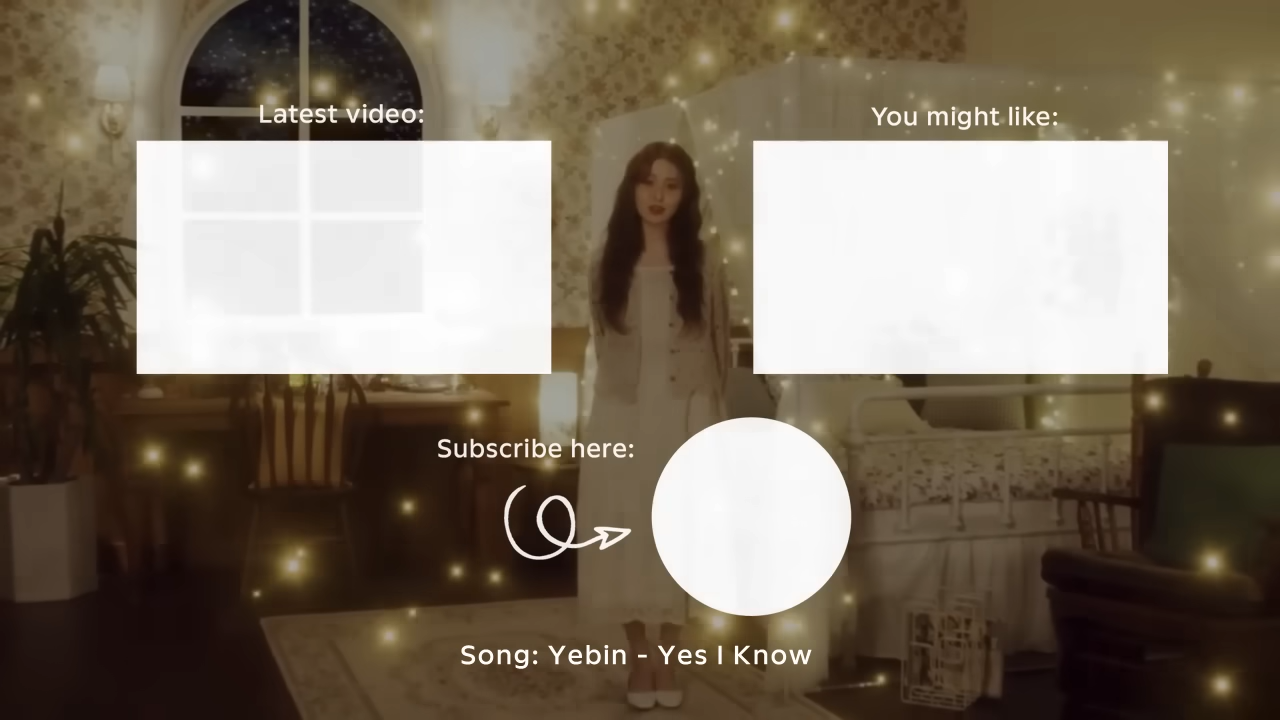 Latest video:
You might like:
Subscribe here:
Song: Yebin - Yes I Know